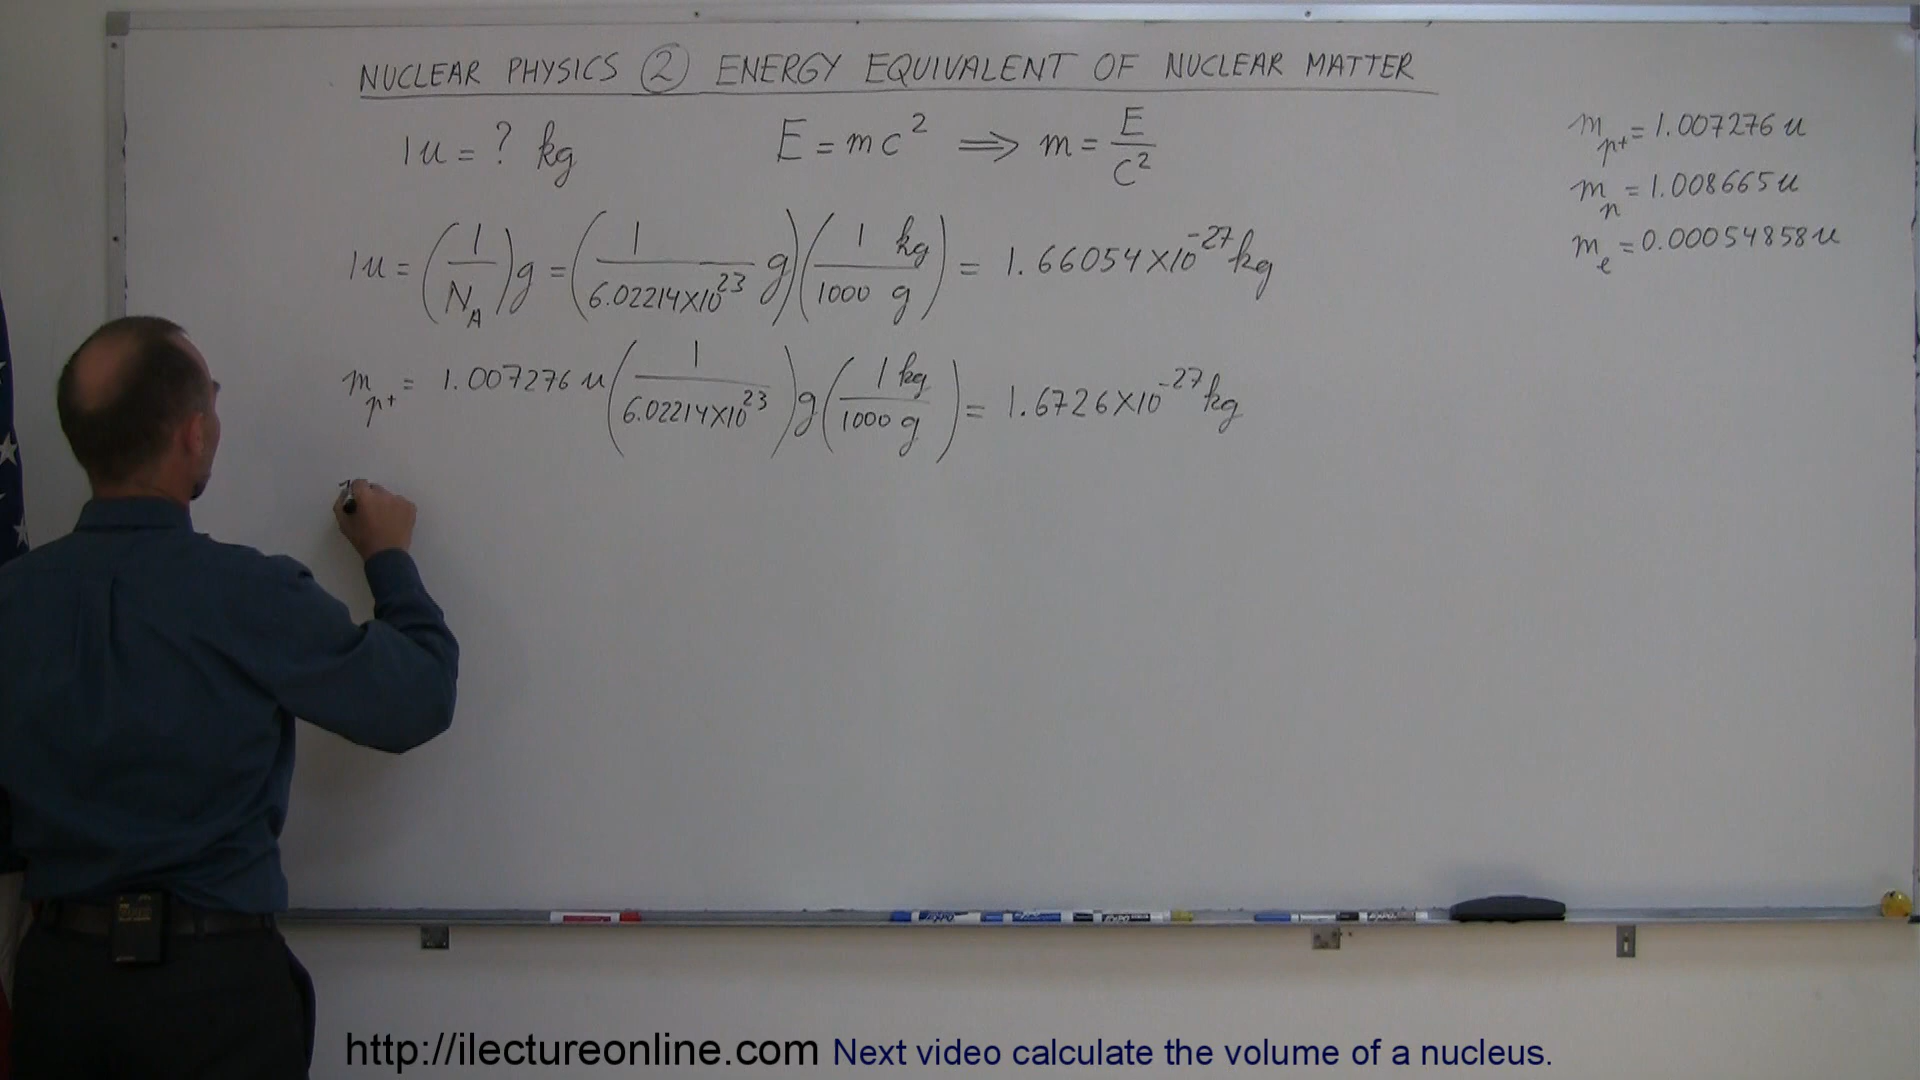 NUCLEAR PHYSICS ② ENERGY EQUIVALENT OF NUCLEAR MATTER
1u = ? kg E = mc² ⟹ m = E/c²
m_p+ = 1.007276 u
m_n = 1.008665 u
m_e = 0.00054858 u
1u = (1/N_A) g = (1/6.02214×10²³ g)(1 kg/1000 g) = 1.66054×10⁻²⁷ kg
m_p+ = 1.007276 u (1/6.02214×10²³) g (1 kg/1000 g) = 1.6726×10⁻²⁷ kg
http://ilectureonline.com Next video calculate the volume of a nucleus.